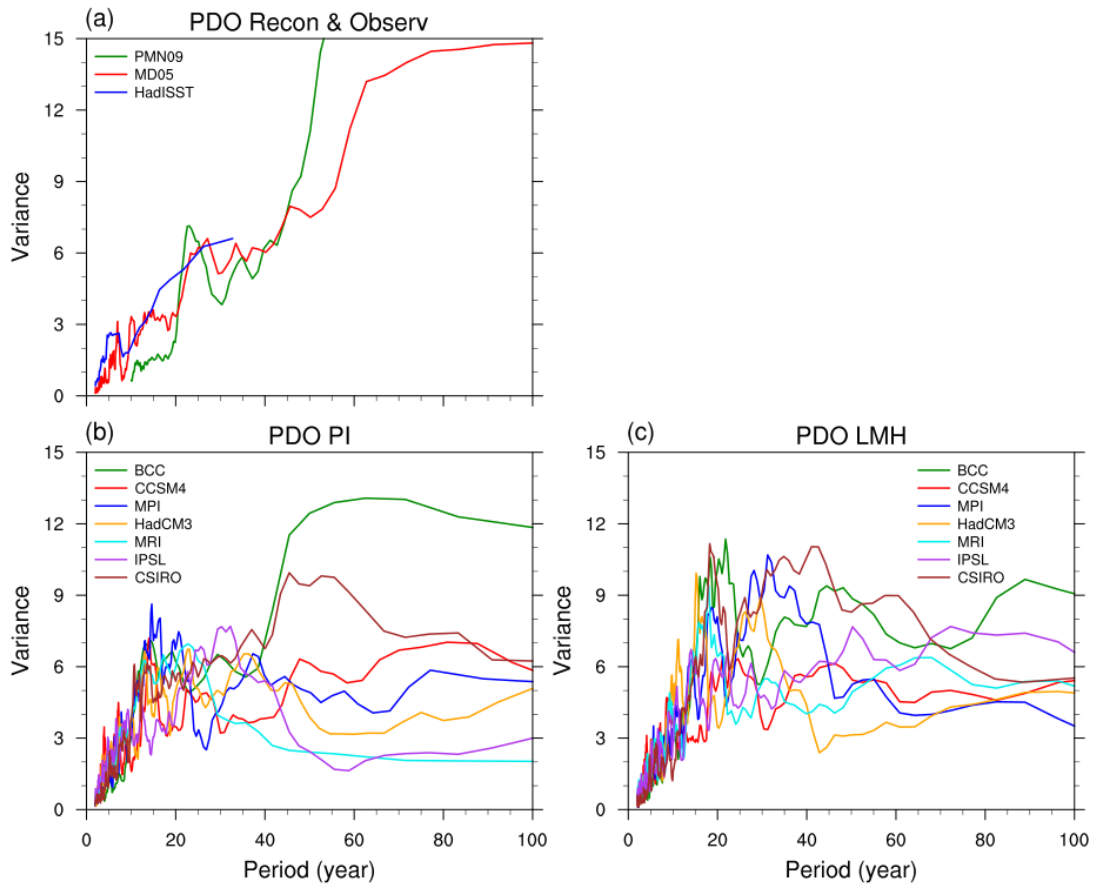 (a)
PDO Recon & Observ
15
12
9
6
3
0
Variance
PMN09
MD05
HadISST
(b)
PDO PI
15
12
9
6
3
0
Variance
BCC
CCSM4
MPI
HadCM3
MRI
IPSL
CSIRO
0 20 40 60 80 100
Period (year)
(c)
PDO LMH
15
12
9
6
3
0
Variance
BCC
CCSM4
MPI
HadCM3
MRI
IPSL
CSIRO
0 20 40 60 80 100
Period (year)